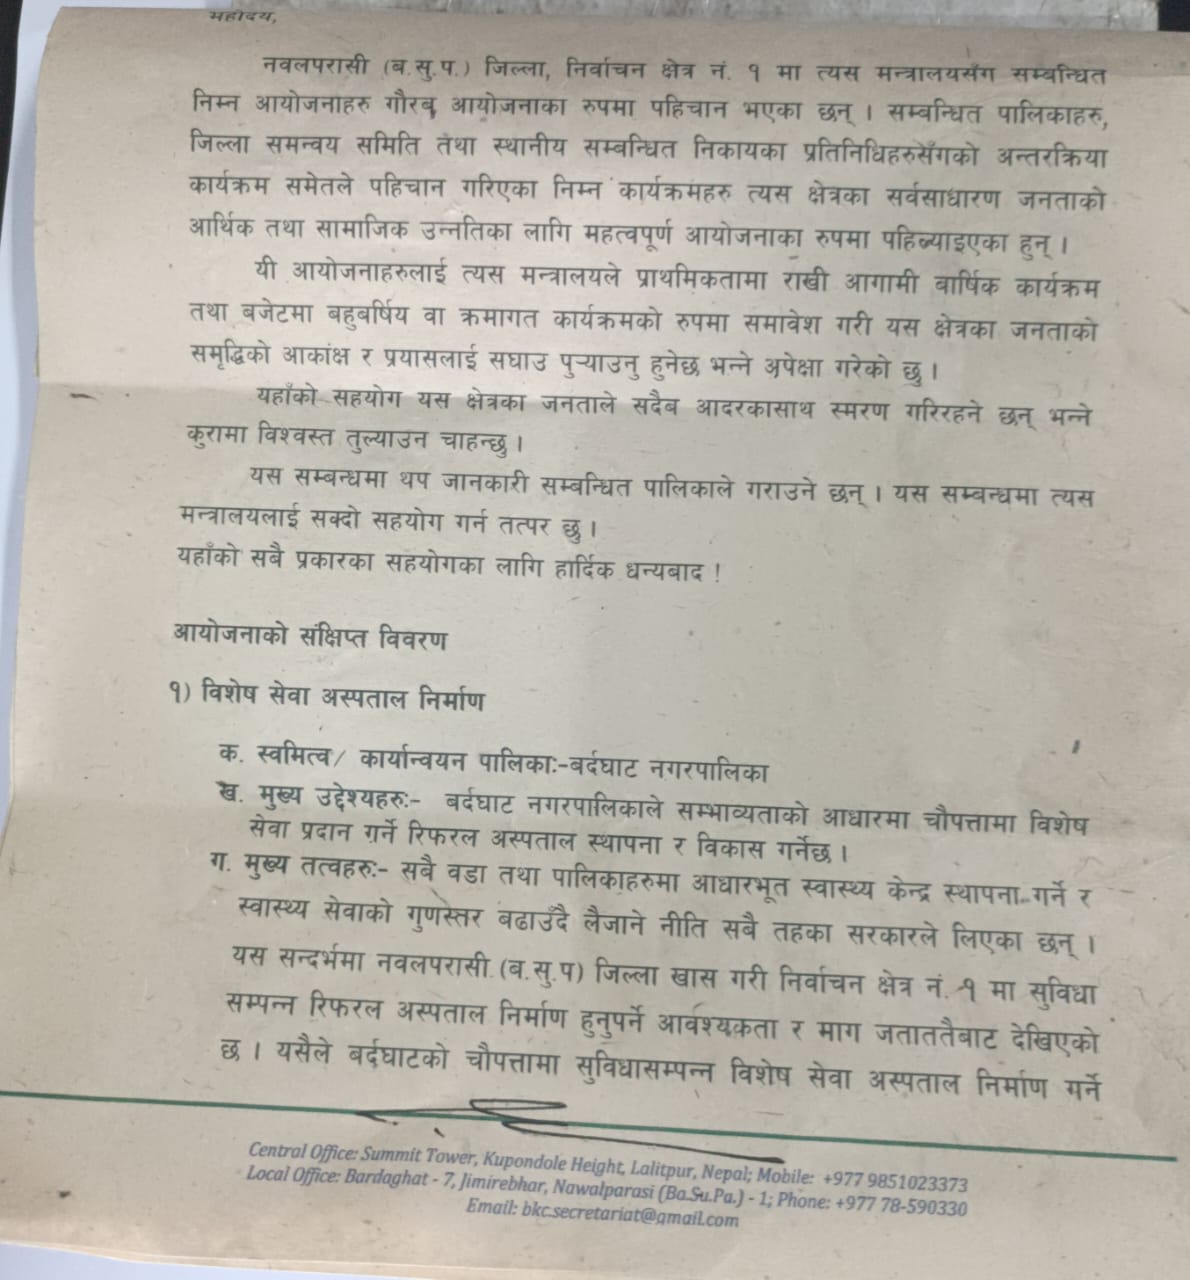 महोदय,
नवलपरासी (ब.सु.प.) जिल्ला, निर्वाचन क्षेत्र नं. १ मा त्यस मन्त्रालयसँग सम्बन्धित
निम्न आयोजनाहरु गौरब आयोजनाका रुपमा पहिचान भएका छन् । सम्बन्धित पालिकाहरु,
जिल्ला समन्वय समिति तथा स्थानीय सम्बन्धित निकायका प्रतिनिधिहरुसँगको अन्तरक्रिया
कार्यक्रम समेतले पहिचान गरिएका निम्न कार्यक्रमहरु त्यस क्षेत्रका सर्वसाधारण जनताको
आर्थिक तथा सामाजिक उन्नतिका लागि महत्वपूर्ण आयोजनाका रुपमा पहिल्याइएका हुन् ।
यी आयोजनाहरुलाई त्यस मन्त्रालयले प्राथमिकतामा राखी आगामी बार्षिक कार्यक्रम
तथा बजेटमा बहुबर्षिय वा क्रमागत कार्यक्रमको रुपमा समावेश गरी यस क्षेत्रका जनताको
समृद्धिको आकांक्ष र प्रयासलाई सघाउ पुऱ्याउनु हुनेछ भन्ने अपेक्षा गरेको छु ।
यहाँको सहयोग यस क्षेत्रका जनताले सदैब आदरकासाथ स्मरण गरिरहने छन् भन्ने
कुरामा विश्वस्त तुल्याउन चाहन्छु ।
यस सम्बन्धमा थप जानकारी सम्बन्धित पालिकाले गराउने छन् । यस सम्बन्धमा त्यस
मन्त्रालयलाई सक्दो सहयोग गर्न तत्पर छु ।
यहाँको सबै प्रकारका सहयोगका लागि हार्दिक धन्यबाद !
आयोजनाको संक्षिप्त विवरण
१) विशेष सेवा अस्पताल निर्माण
क. स्वमित्व/ कार्यान्वयन पालिकाः-बर्दघाट नगरपालिका
ख. मुख्य उद्देश्यहरुः- बर्दघाट नगरपालिकाले सम्भाव्यताको आधारमा चौपत्तामा विशेष
सेवा प्रदान गर्ने रिफरल अस्पताल स्थापना र विकास गर्नेछ ।
ग. मुख्य तत्वहरुः- सबै वडा तथा पालिकाहरुमा आधारभूत स्वास्थ्य केन्द्र स्थापना गर्ने र
स्वास्थ्य सेवाको गुणस्तर बढाउँदै लैजाने नीति सबै तहका सरकारले लिएका छन् ।
यस सन्दर्भमा नवलपरासी (ब.सु.प) जिल्ला खास गरी निर्वाचन क्षेत्र नं. १ मा सुविधा
सम्पन्न रिफरल अस्पताल निर्माण हुनुपर्ने आवश्यकता र माग जताततैबाट देखिएको
छ । यसैले बर्दघाटको चौपत्तामा सुविधासम्पन्न विशेष सेवा अस्पताल निर्माण गर्ने
Central Office: Summit Tower, Kupondole Height, Lalitpur, Nepal; Mobile: +977 9851023373
Local Office: Bardaghat - 7, Jimirebhar, Nawalparasi (Ba.Su.Pa.) - 1; Phone: +977 78-590330
Email: bkc.secretariat@gmail.com